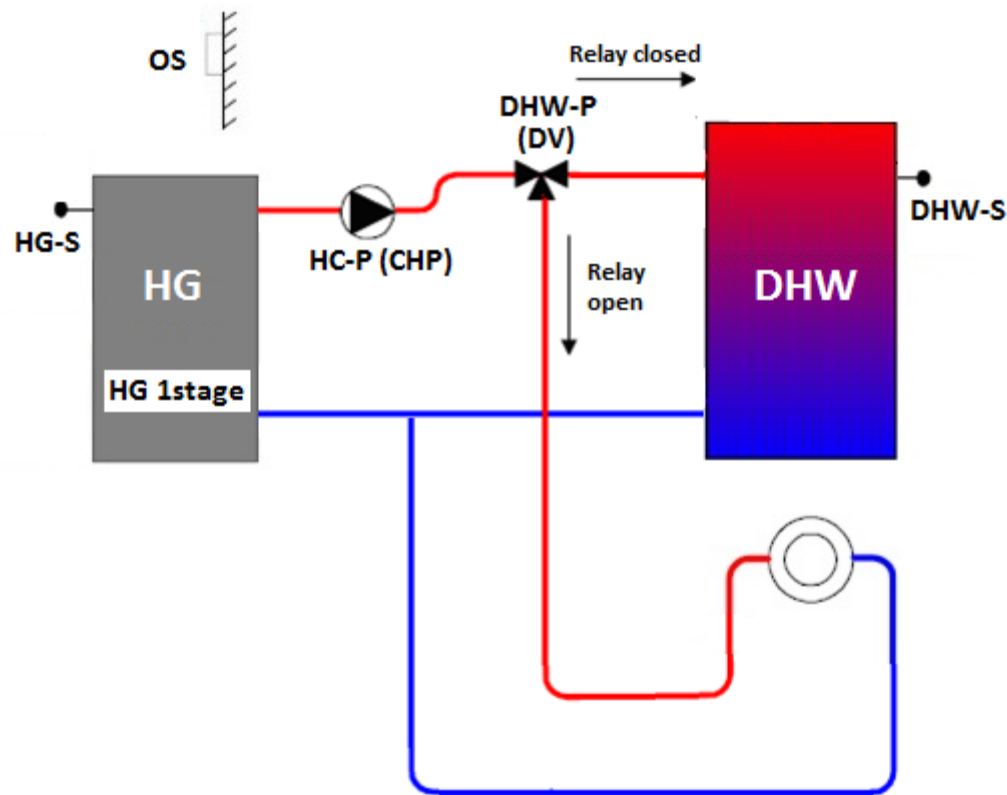 OS
Relay closed
DHW-P
(DV)
HG-S
HC-P (CHP)
DHW-S
HG
Relay
open
DHW
HG 1stage